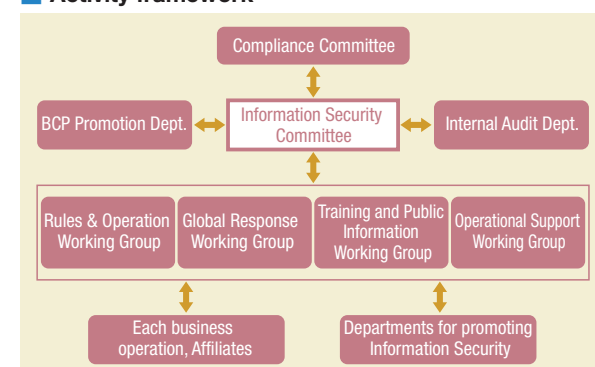 Activity framework
Compliance Committee
BCP Promotion Dept.
Information Security
Committee
Internal Audit Dept.
Rules & Operation
Working Group
Global Response
Working Group
Training and Public
Information
Working Group
Operational Support
Working Group
Each business
operation, Affiliates
Departments for promoting
Information Security